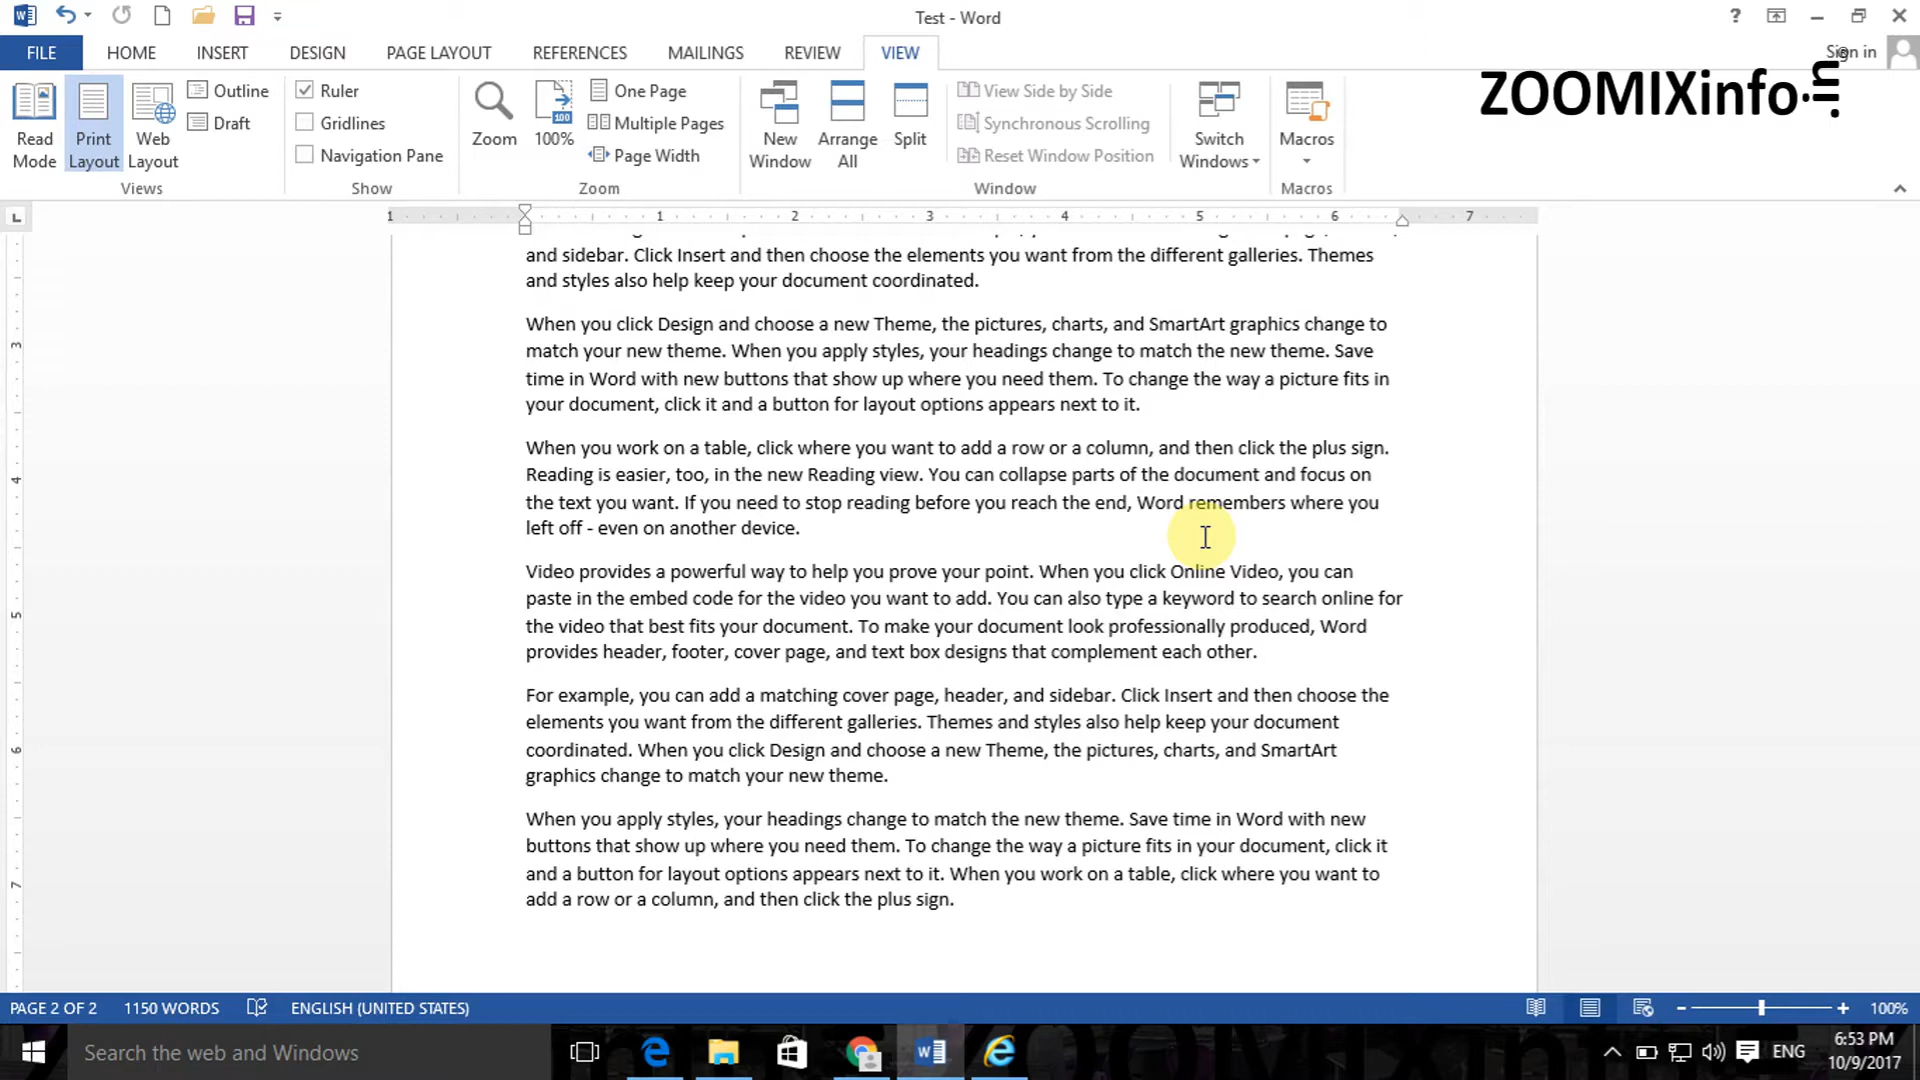 Test - Word
FILE HOME INSERT DESIGN PAGE LAYOUT REFERENCES MAILINGS REVIEW VIEW Sign in
ZOOMIXinfo.in
Read Mode
Print Layout
Web Layout
Outline
Draft
Views
Ruler
Gridlines
Navigation Pane
Show
Zoom
100
100%
One Page
Multiple Pages
Page Width
Zoom
New Window
Arrange All
Split
View Side by Side
Synchronous Scrolling
Reset Window Position
Switch Windows
Window
Macros
Macros
1 1 2 3 4 5 6 7
and sidebar. Click Insert and then choose the elements you want from the different galleries. Themes
and styles also help keep your document coordinated.
When you click Design and choose a new Theme, the pictures, charts, and SmartArt graphics change to
match your new theme. When you apply styles, your headings change to match the new theme. Save
time in Word with new buttons that show up where you need them. To change the way a picture fits in
your document, click it and a button for layout options appears next to it.
When you work on a table, click where you want to add a row or a column, and then click the plus sign.
Reading is easier, too, in the new Reading view. You can collapse parts of the document and focus on
the text you want. If you need to stop reading before you reach the end, Word remembers where you
left off - even on another device.
Video provides a powerful way to help you prove your point. When you click Online Video, you can
paste in the embed code for the video you want to add. You can also type a keyword to search online for
the video that best fits your document. To make your document look professionally produced, Word
provides header, footer, cover page, and text box designs that complement each other.
For example, you can add a matching cover page, header, and sidebar. Click Insert and then choose the
elements you want from the different galleries. Themes and styles also help keep your document
coordinated. When you click Design and choose a new Theme, the pictures, charts, and SmartArt
graphics change to match your new theme.
When you apply styles, your headings change to match the new theme. Save time in Word with new
buttons that show up where you need them. To change the way a picture fits in your document, click it
and a button for layout options appears next to it. When you work on a table, click where you want to
add a row or a column, and then click the plus sign.
3
4
5
6
7
PAGE 2 OF 2 1150 WORDS ENGLISH (UNITED STATES) 100%
Search the web and Windows
ENG
6:53 PM
10/9/2017